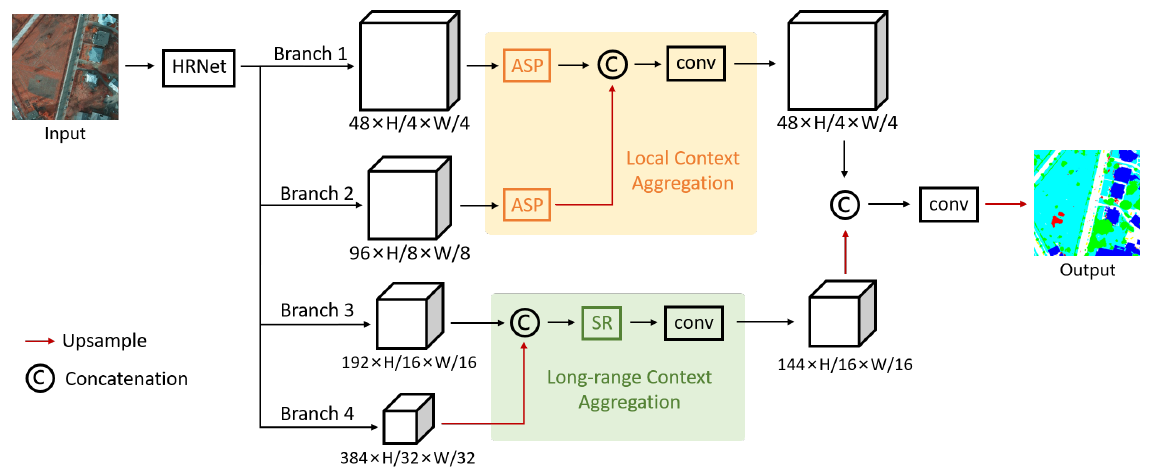 Input
HRNet
Branch 1
48×H/4×W/4
ASP
C
conv
48×H/4×W/4
Local Context
Aggregation
Branch 2
96×H/8×W/8
ASP
C
conv
Output
Branch 3
192×H/16×W/16
C
SR
conv
144×H/16×W/16
Long-range Context
Aggregation
Branch 4
384×H/32×W/32
Upsample
C
Concatenation